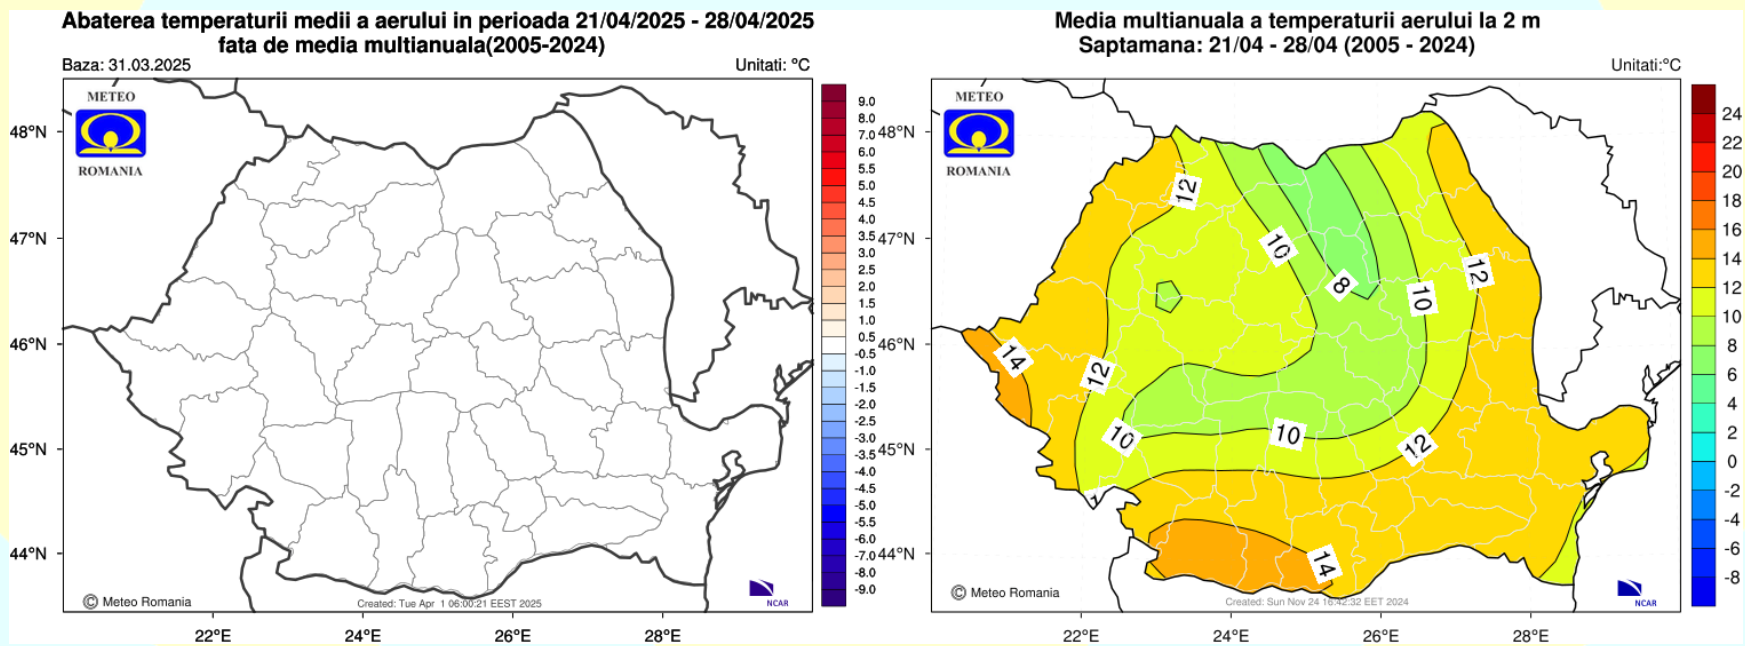 Abaterea temperaturii medii a aerului in perioada 21/04/2025 - 28/04/2025
fata de media multianuala(2005-2024)
Baza: 31.03.2025
Unitati: ºC
METEO
ROMANIA
48°N
47°N
46°N
45°N
44°N
22°E
24°E
26°E
28°E
© Meteo Romania
Created: Tue Apr 1 06:00:21 EEST 2025
NCAR
9.0
8.0
7.0
6.0
5.5
5.0
4.5
4.0
3.5
3.0
2.5
2.0
1.5
1.0
0.5
-0.5
-1.0
-1.5
-2.0
-2.5
-3.0
-3.5
-4.0
-4.5
-5.0
-5.5
-6.0
-7.0
-8.0
-9.0
Media multianuala a temperaturii aerului la 2 m
Saptamana: 21/04 - 28/04 (2005 - 2024)
Unitati:ºC
METEO
ROMANIA
48°N
47°N
46°N
45°N
44°N
12
10
8
10
12
14
12
10
10
12
1
14
22°E
24°E
26°E
28°E
© Meteo Romania
Created: Sun Nov 24 16:42:32 EET 2024
NCAR
24
22
20
18
16
14
12
10
8
6
4
2
0
-2
-4
-6
-8